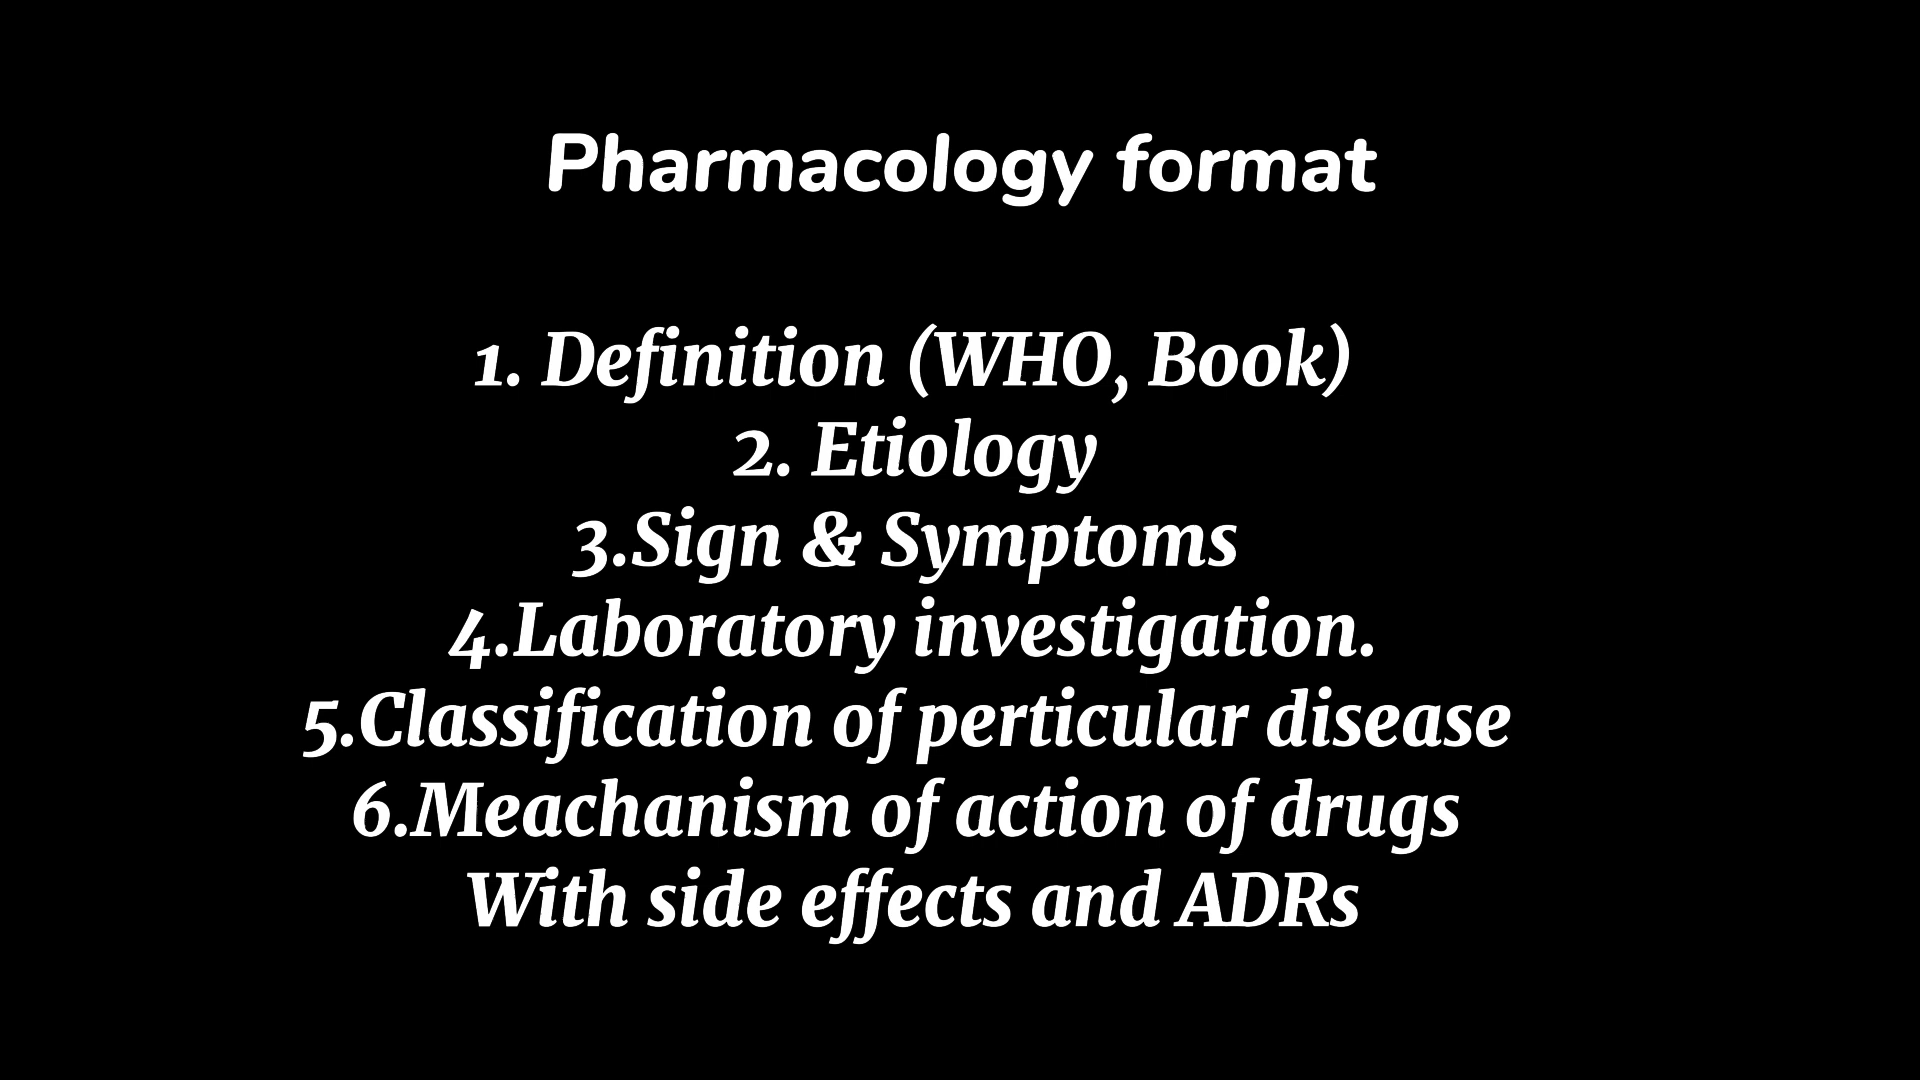 Pharmacology format
1. Definition (WHO, Book)
2. Etiology
3.Sign & Symptoms
4.Laboratory investigation.
5.Classification of perticular disease
6.Meachanism of action of drugs
With side effects and ADRs